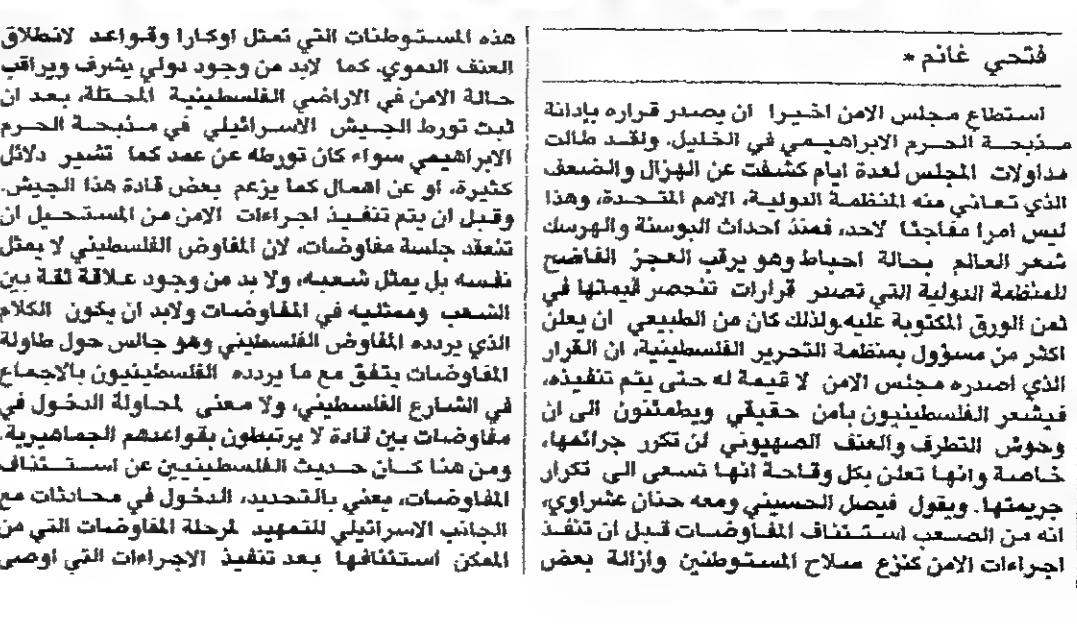 فتحي غانم *
استطاع مجلس الامن اخيرا ان يصدر قراره بإدانة
مذبحة الحرم الابراهيمي في الخليل. ولقد طالت
مداولات المجلس لعدة ايام كشفت عن الهزال والضعف
الذي تعاني منه المنظمة الدولية، الامم المتحدة، وهذا
ليس امرا مفاجئا لاحد، فمنذ احداث البوسنة والهرسك
شعر العالم بحالة احباط وهو يرقب العجز الفاضح
للمنظمة الدولية التي تصدر قرارات تنحصر قيمتها في
ثمن الورق المكتوبة عليه.ولذلك كان من الطبيعي ان يعلن
اكثر من مسؤول بمنظمة التحرير الفلسطينية، ان القرار
الذي اصدره مجلس الامن لا قيمة له حتى يتم تنفيذه،
فيشعر الفلسطينيون بأمن حقيقي ويطمئنون الى ان
وحوش التطرف والعنف الصهيوني لن تكرر جرائمها،
خاصة وانها تعلن بكل وقاحة انها تسعى الى تكرار
جريمتها. ويقول فيصل الحسيني ومعه حنان عشراوي،
انه من الصعب استئناف المفاوضات قبل أن تنفذ
اجراءات الامن كنزع سلاح المستوطنين وازالة بعض
هذه المستوطنات التي تمثل اوكارا وقواعد لانطلاق
العنف الدموي. كما لابد من وجود دولي يشرف ويراقب
حالة الامن في الاراضي الفلسطينية المحتلة، بعد ان
ثبت تورط الجيش الاسرائيلي في مذبحة الحرم
الابراهيمي سواء كان تورطه عن عمد كما تشير دلائل
كثيرة، او عن اهمال كما يزعم بعض قادة هذا الجيش.
وقبل ان يتم تنفيذ اجراءات الامن من المستحيل ان
تنعقد جلسة مفاوضات، لان المفاوض الفلسطيني لا يمثل
نفسه بل يمثل شعبه، ولا بد من وجود علاقة ثقة بين
الشعب وممثليه في المفاوضات ولابد ان يكون الكلام
الذي يردده المفاوض الفلسطيني وهو جالس حول طاولة
المفاوضات يتفق مع ما يردده الفلسطينيون بالاجماع
في الشارع الفلسطيني، ولا معنى لمحاولة الدخول في
مفاوضات بين قادة لا يرتبطون بقواعدهم الجماهيرية.
ومن هنا كان حديث الفلسطينيين عن استئناف
المفاوضات، يعني بالتحديد، الدخول في محادثات مع
الجانب الاسرائيلي للتمهيد لمرحلة المفاوضات التي من
الممكن استئنافها بعد تنفيذ الاجراءات التي اوصى